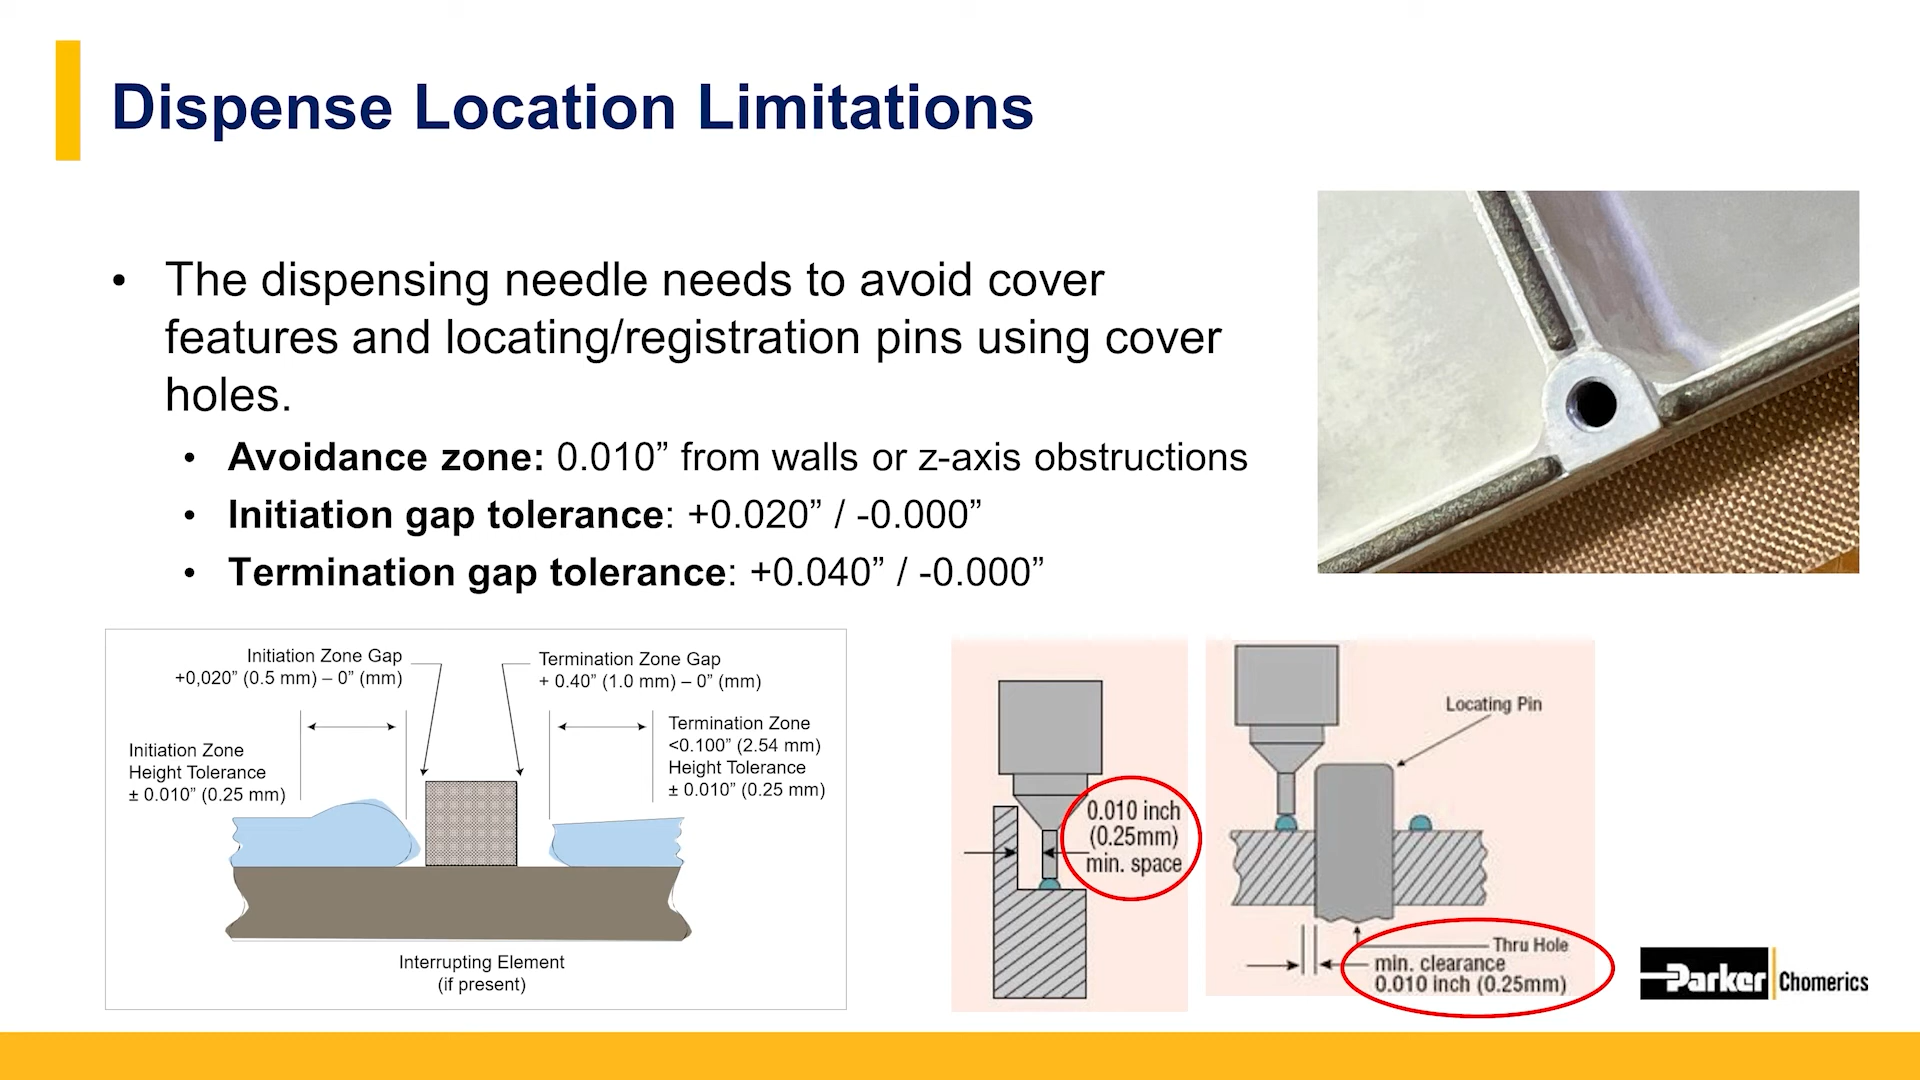 Dispense Location Limitations
• The dispensing needle needs to avoid cover
features and locating/registration pins using cover
holes.
• Avoidance zone: 0.010” from walls or z-axis obstructions
• Initiation gap tolerance: +0.020” / -0.000”
• Termination gap tolerance: +0.040” / -0.000”
Initiation Zone Gap
+0,020” (0.5 mm) – 0” (mm)
Termination Zone Gap
+ 0.40” (1.0 mm) – 0” (mm)
Initiation Zone
Height Tolerance
± 0.010” (0.25 mm)
Termination Zone
<0.100” (2.54 mm)
Height Tolerance
± 0.010” (0.25 mm)
Interrupting Element
(if present)
0.010 inch
(0.25mm)
min. space
Locating Pin
Thru Hole
min. clearance
0.010 inch (0.25mm)
Parker Chomerics